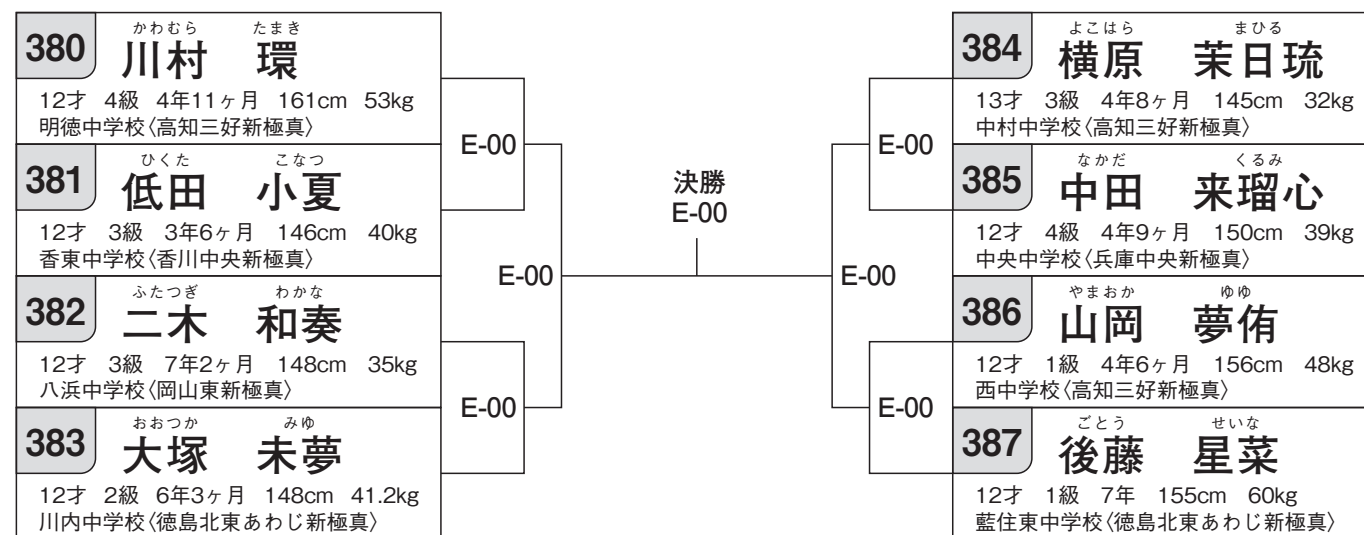 380
かわむら たまき
川村 環
12才 4級 4年11ヶ月 161cm 53kg
明徳中学校〈高知三好新極真〉
381
ひくた こなつ
低田 小夏
12才 3級 3年6ヶ月 146cm 40kg
香東中学校〈香川中央新極真〉
382
ふたつぎ わかな
二木 和奏
12才 3級 7年2ヶ月 148cm 35kg
八浜中学校〈岡山東新極真〉
383
おおつか みゆ
大塚 未夢
12才 2級 6年3ヶ月 148cm 41.2kg
川内中学校〈徳島北東あわじ新極真〉
E-00
E-00
E-00
決勝
E-00
E-00
E-00
E-00
384
よこはら まひる
横原 茉日琉
13才 3級 4年8ヶ月 145cm 32kg
中村中学校〈高知三好新極真〉
385
なかだ くるみ
中田 来瑠心
12才 4級 4年9ヶ月 150cm 39kg
中央中学校〈兵庫中央新極真〉
386
やまおか ゆゆ
山岡 夢侑
12才 1級 4年6ヶ月 156cm 48kg
西中学校〈高知三好新極真〉
387
ごとう せいな
後藤 星菜
12才 1級 7年 155cm 60kg
藍住東中学校〈徳島北東あわじ新極真〉